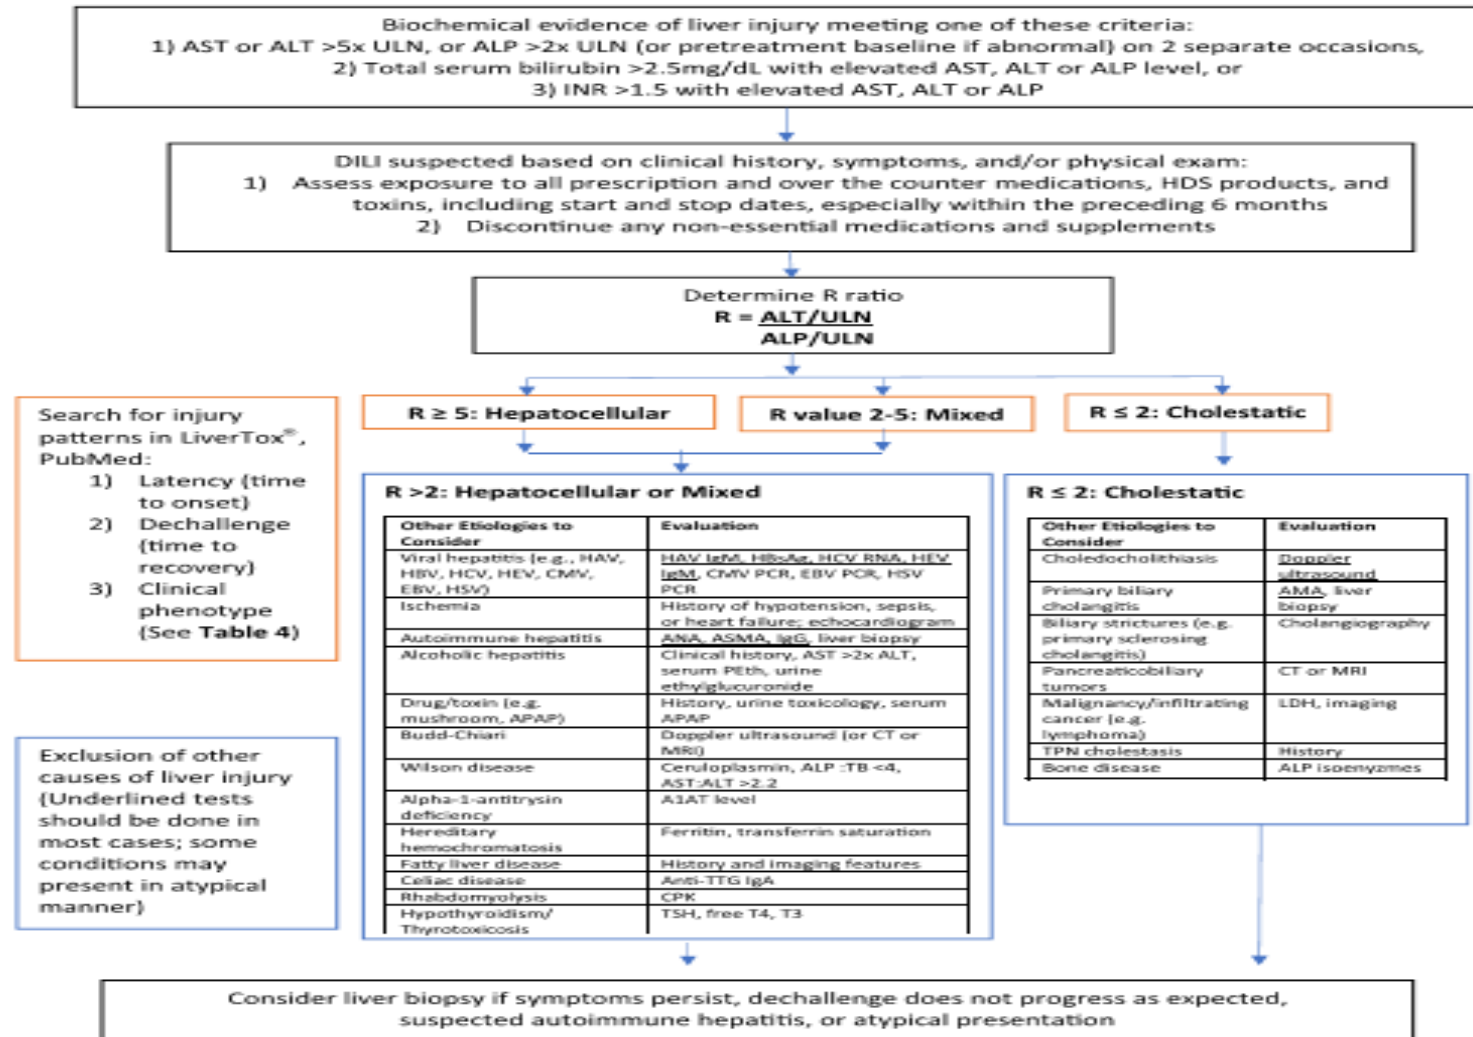 Biochemical evidence of liver injury meeting one of these criteria:
1) AST or ALT >5x ULN, or ALP >2x ULN (or pretreatment baseline if abnormal) on 2 separate occasions,
2) Total serum bilirubin >2.5mg/dL with elevated AST, ALT or ALP level, or
3) INR >1.5 with elevated AST, ALT or ALP
DILI suspected based on clinical history, symptoms, and/or physical exam:
1) Assess exposure to all prescription and over the counter medications, HDS products, and
toxins, including start and stop dates, especially within the preceding 6 months
2) Discontinue any non-essential medications and supplements
Determine R ratio
R = ALT/ULN
ALP/ULN
R ≥ 5: Hepatocellular
R value 2-5: Mixed
R ≤ 2: Cholestatic
Search for injury
patterns in LiverTox®,
PubMed:
1) Latency (time
to onset)
2) Dechallenge
(time to
recovery)
3) Clinical
phenotype
(See Table 4)
Exclusion of other
causes of liver injury
(Underlined tests
should be done in
most cases; some
conditions may
present in atypical
manner)
R >2: Hepatocellular or Mixed
Other Etiologies to
Consider
Evaluation
Viral hepatitis (e.g., HAV,
HBV, HCV, HEV, CMV,
EBV, HSV)
HAV IgM, HBsAg, HCV RNA, HEV
IgM, CMV PCR, EBV PCR, HSV
PCR
Ischemia
History of hypotension, sepsis,
or heart failure; echocardiogram
Autoimmune hepatitis
ANA, ASMA, IgG, liver biopsy
Alcoholic hepatitis
Clinical history, AST >2x ALT,
serum PEth, urine
ethylglucuronide
Drug/toxin (e.g.
mushroom, APAP)
History, urine toxicology, serum
APAP
Budd-Chiari
Doppler ultrasound (or CT or
MRI)
Wilson disease
Ceruloplasmin, ALP :TB <4,
AST:ALT >2.2
Alpha-1-antitrysin
deficiency
A1AT level
Hereditary
hemochromatosis
Ferritin, transferrin saturation
Fatty liver disease
History and imaging features
Celiac disease
Anti-TTG IgA
Rhabdomyolysis
CPK
Hypothyroidism/
Thyrotoxicosis
TSH, free T4, T3
R ≤ 2: Cholestatic
Other Etiologies to
Consider
Evaluation
Choledocholithiasis
Doppler
ultrasound
Primary biliary
cholangitis
AMA, liver
biopsy
Biliary strictures (e.g.
primary sclerosing
cholangitis)
Cholangiography
Pancreaticobiliary
tumors
CT or MRI
Malignancy/infiltrating
cancer (e.g.
lymphoma)
LDH, imaging
TPN cholestasis
History
Bone disease
ALP isoenyzmes
Consider liver biopsy if symptoms persist, dechallenge does not progress as expected,
suspected autoimmune hepatitis, or atypical presentation